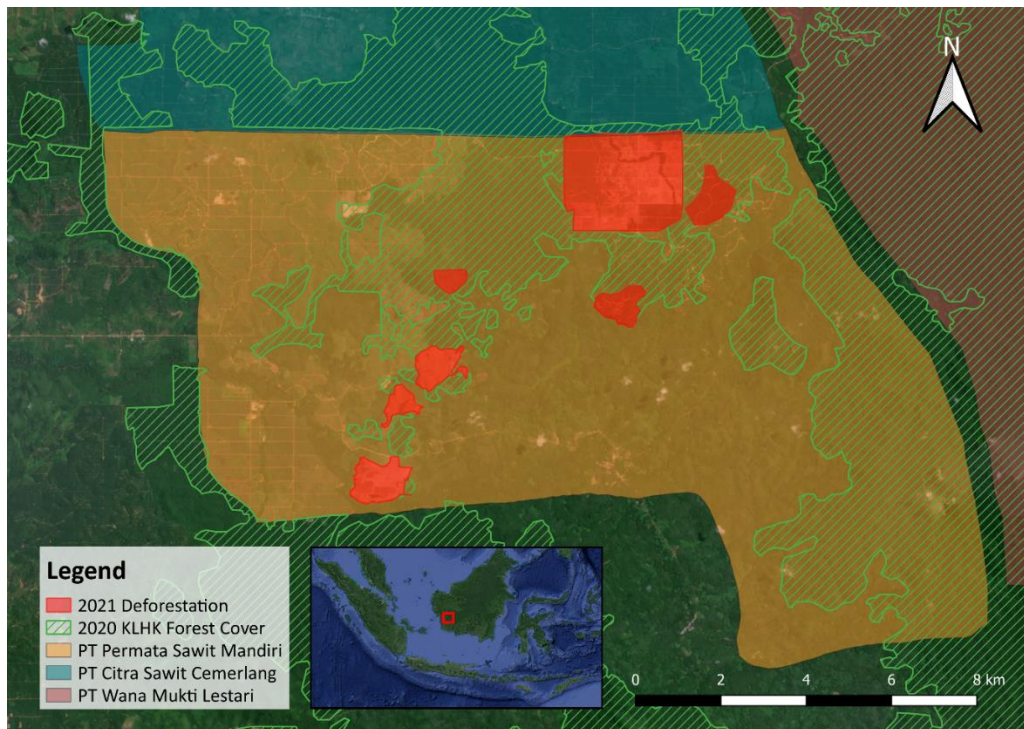 N
Legend
2021 Deforestation
2020 KLHK Forest Cover
PT Permata Sawit Mandiri
PT Citra Sawit Cemerlang
PT Wana Mukti Lestari
0 2 4 6 8 km